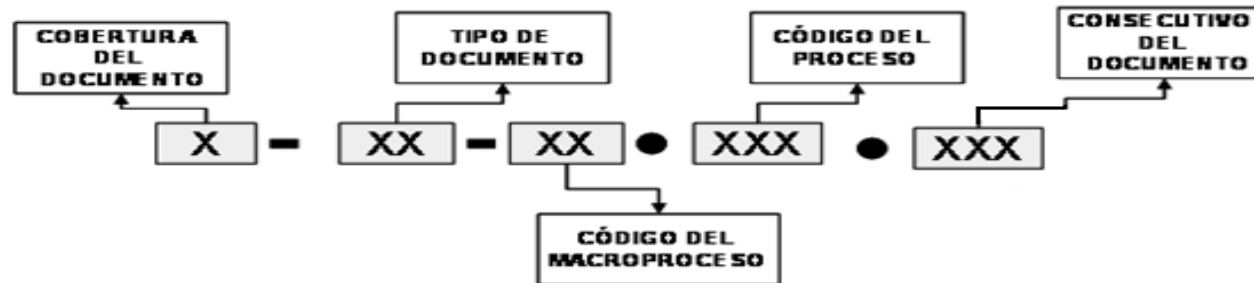 COBERTURA
DEL
DOCUMENTO
TIPO DE
DOCUMENTO
CÓDIGO DEL
PROCESO
CONSECUTIVO
DEL
DOCUMENTO
X - XX - XX • XXX • XXX
CÓDIGO DEL
MACROPROCESO